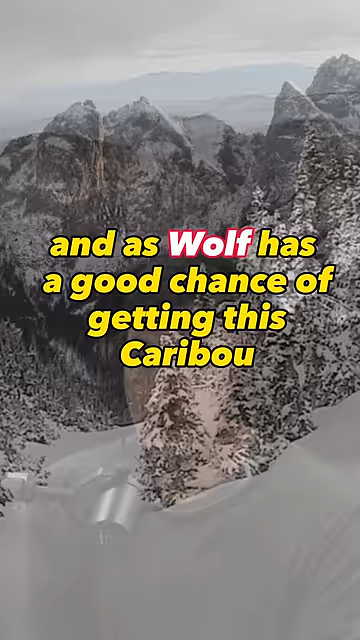 and as Wolf has
a good chance of
getting this
Caribou